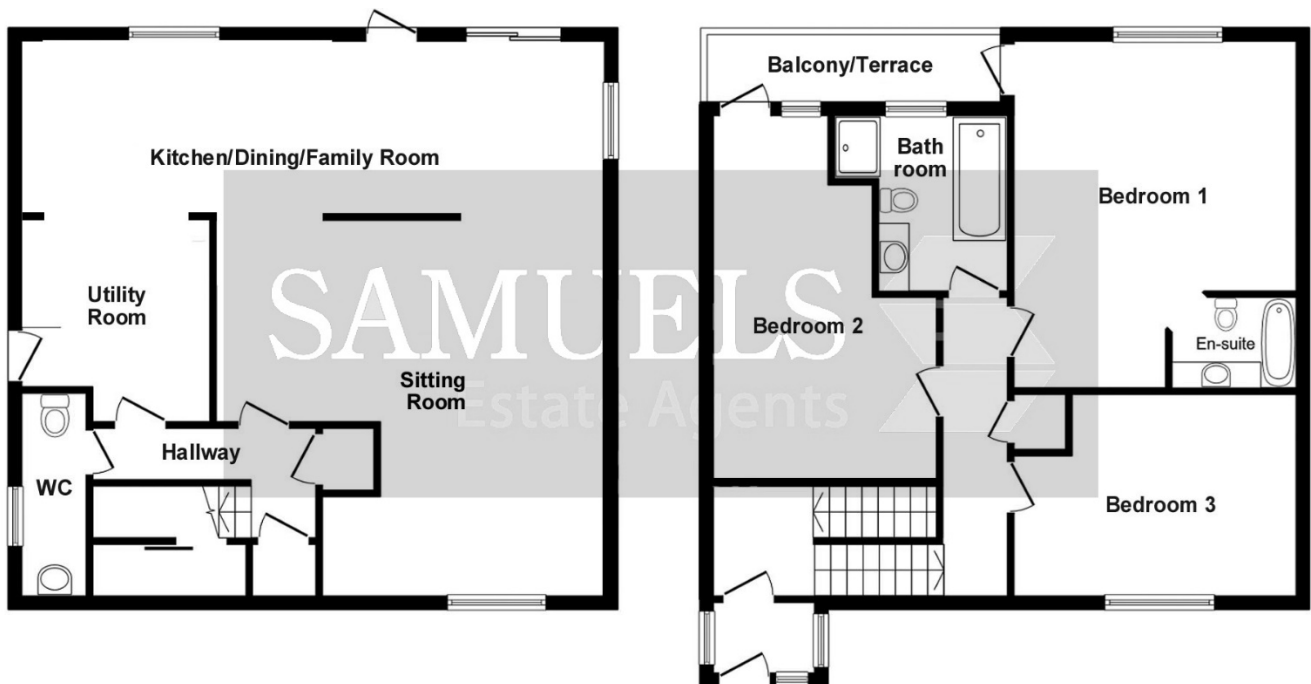 Kitchen/Dining/Family Room
Utility
Room
Sitting
Room
Hallway
WC
Balcony/Terrace
Bath
room
Bedroom 1
Bedroom 2
En-suite
Bedroom 3
SAMUELS
Estate Agents